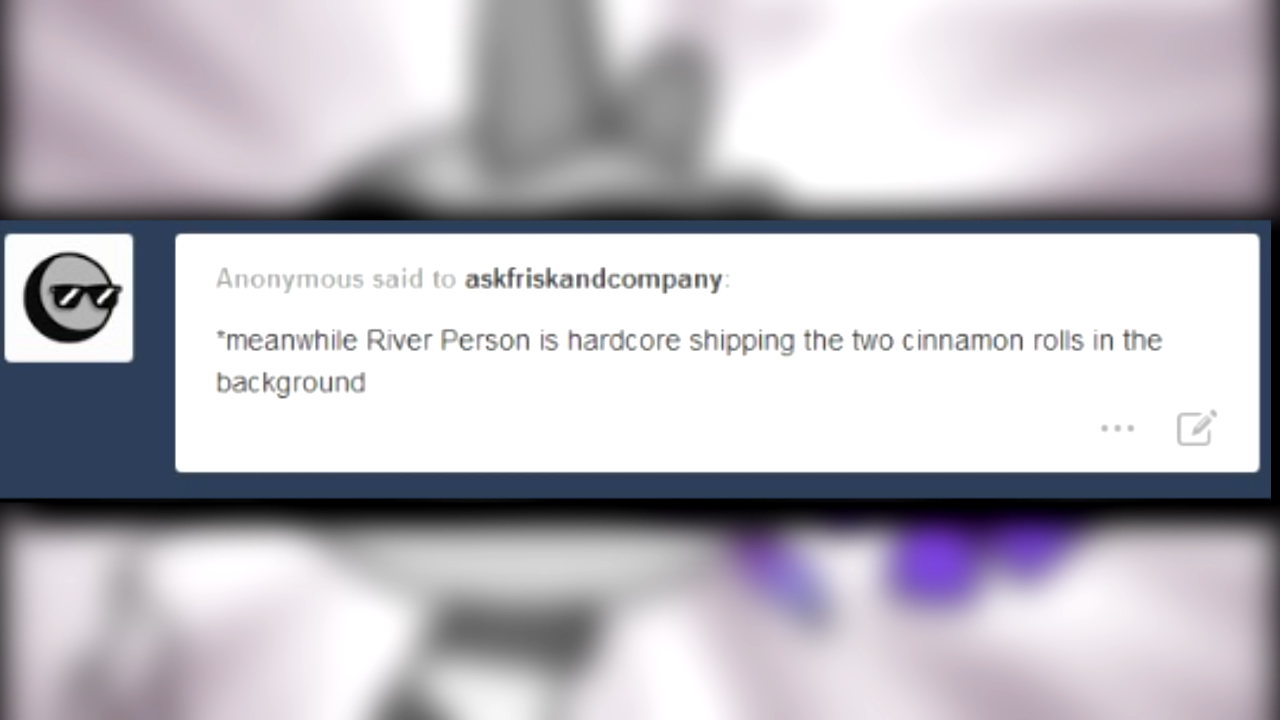 Anonymous said to askfriskandcompany:
*meanwhile River Person is hardcore shipping the two cinnamon rolls in the
background